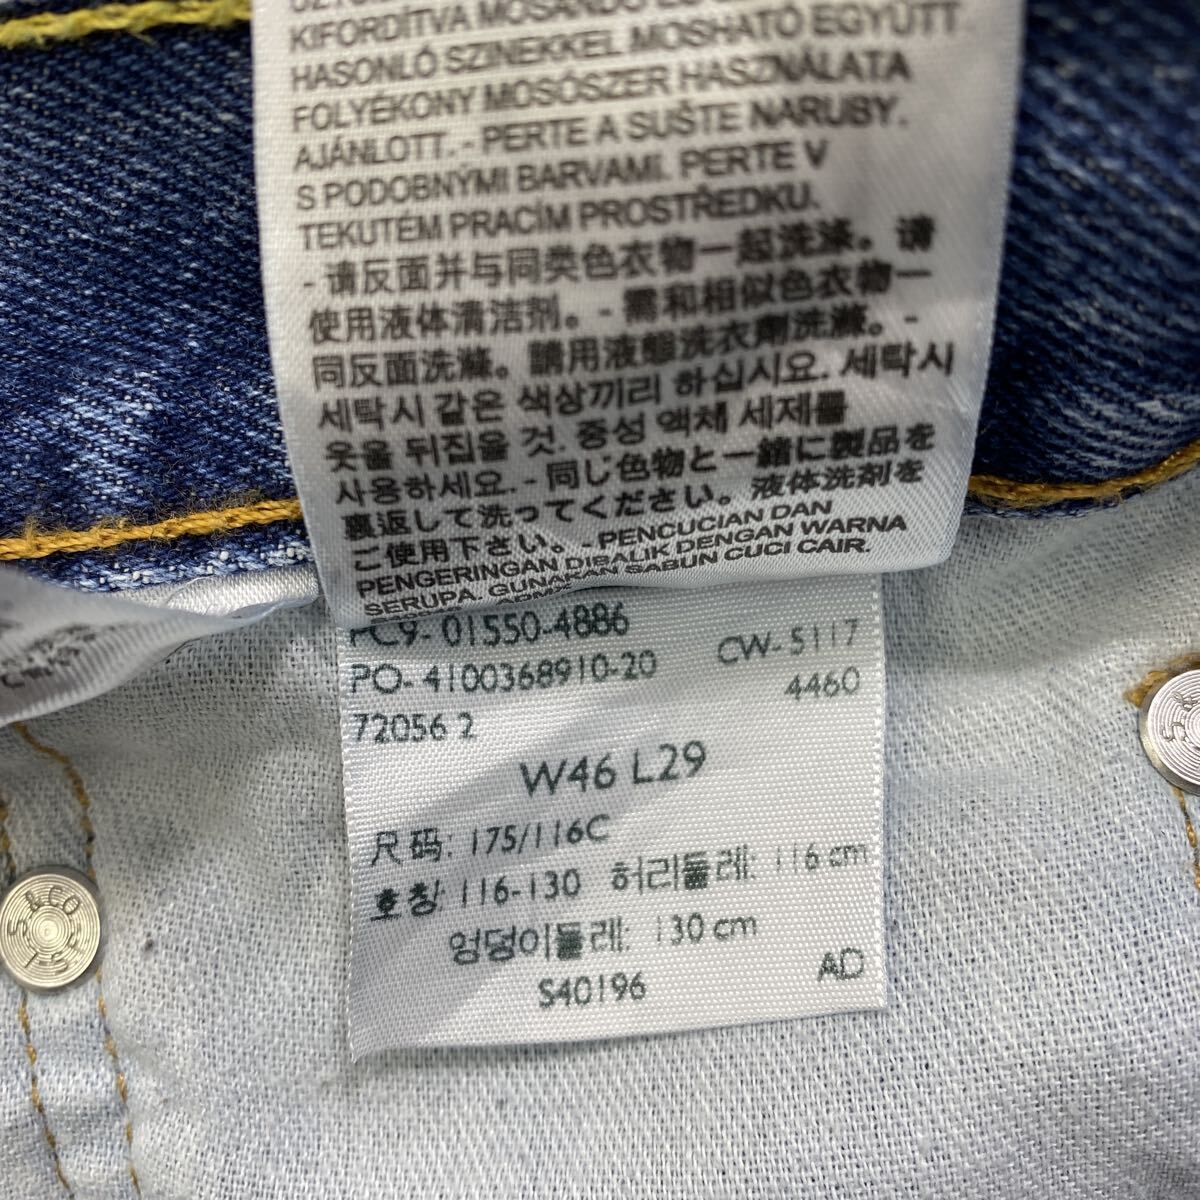 KIFORDÍTVA MOSANDÓ
HASONLÓ SZINEKKEL MOSHATÓ EGYÜTT.
FOLYÉKONY MOSÓSZER HASZNÁLATA
AJÁNLOTT. - PERTE A SUŠTE NARUBY.
S PODOBNÝMI BARVAMI. PERTE V
TEKUTÉM PRACÍM PROSTŘEDKU.
- 请反面并与同类色衣物一起洗涤。请
使用液体清洁剂。- 需和相似色衣物一
同反面洗滌。請用液態洗衣劑洗滌。-
세탁시 같은 색상끼리 하십시요. 세탁시
옷을 뒤집을 것. 중성 액체 세제를
사용하세요. - 同じ色物と一緒に製品を
裏返して洗ってください。液体洗剤を
ご使用下さい。-PENCUCIAN DAN
PENGERINGAN DIBALIK DENGAN WARNA
SERUPA. GUNAKAN SABUN CUCI CAIR.
PC9- 01550-4886
PO- 4100368910-20 CW- 5117
72056 2 4460
W46 L29
尺码: 175/116C
호칭: 116-130 허리둘레: 116 cm
엉덩이둘레: 130 cm
S40196 AD
& CO
L.S.
S &